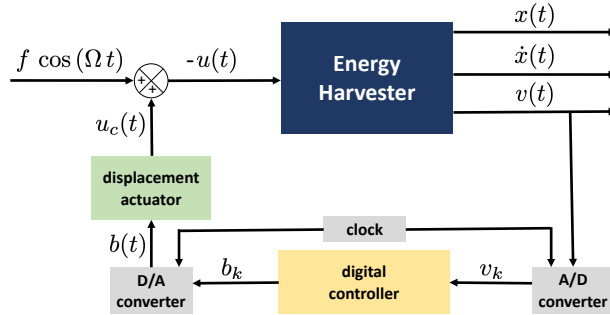 x(t)
f cos (Ω t)
+
+
-u(t)
Energy
Harvester
ẋ(t)
v(t)
u_c(t)
displacement
actuator
b(t)
clock
D/A
converter
b_k
digital
controller
v_k
A/D
converter